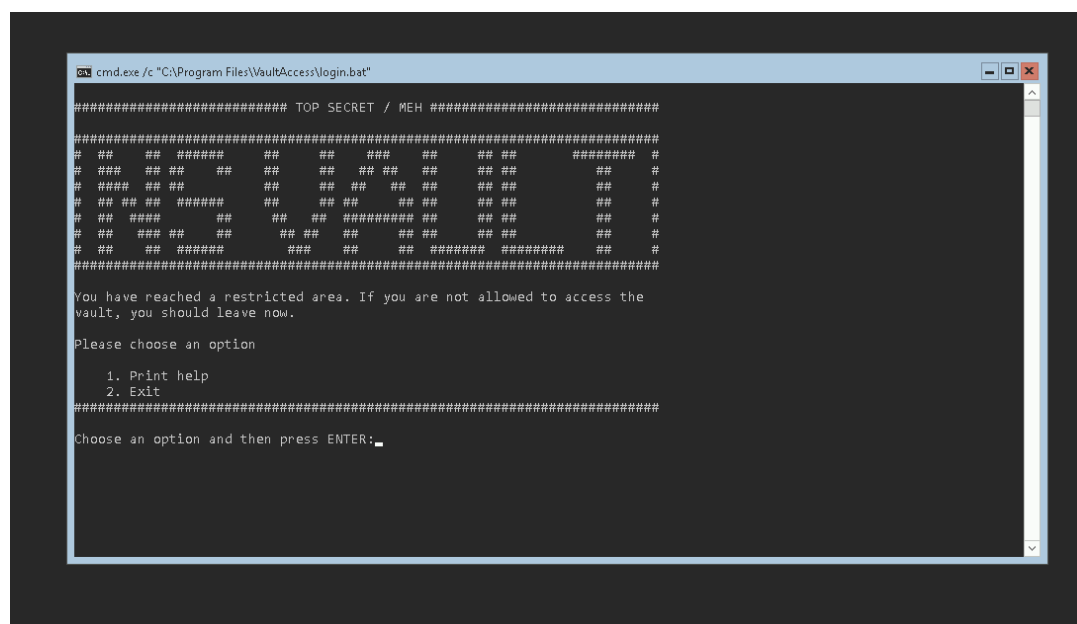 ########################### TOP SECRET / MEH #############################
##########################################################################
#  ##    ##  ######     ##     ##    ###    ##     ## ##       ########  #
#  ###   ## ##    ##    ##     ##   ## ##   ##     ## ##          ##     #
#  ####  ## ##          ##     ##  ##   ##  ##     ## ##          ##     #
#  ## ## ##  ######     ##     ## ##     ## ##     ## ##          ##     #
#  ##  ####       ##     ##   ##  ######### ##     ## ##          ##     #
#  ##   ### ##    ##      ## ##   ##     ## ##     ## ##          ##     #
#  ##    ##  ######        ###    ##     ##  #######  ########    ##     #
##########################################################################
cmd.exe /c "C:\Program Files\VaultAccess\login.bat"
You have reached a restricted area. If you are not allowed to access the
vault, you should leave now.
Please choose an option
1. Print help
2. Exit
##########################################################################
Choose an option and then press ENTER: